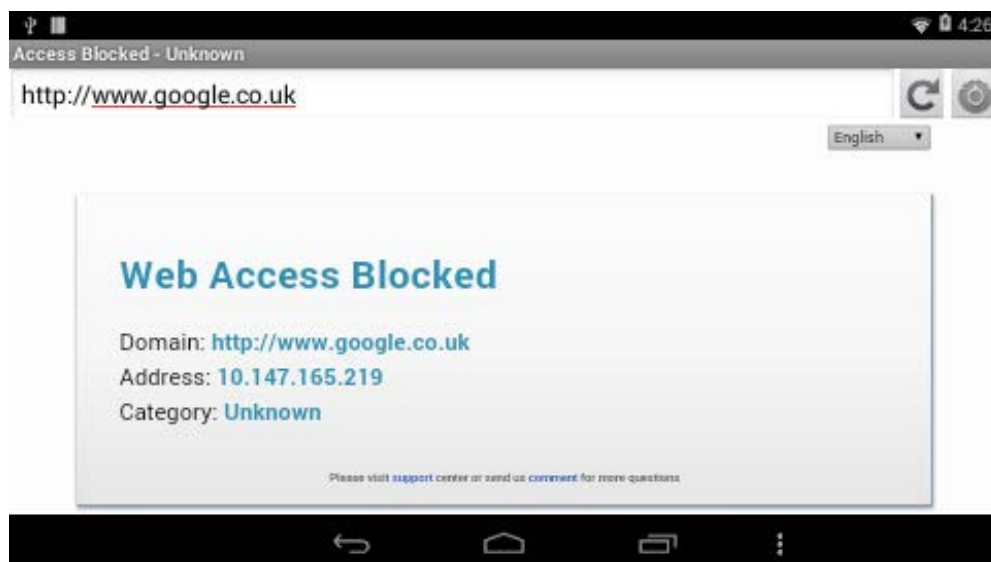 4:26
Access Blocked - Unknown
http://www.google.co.uk
English
Web Access Blocked
Domain: http://www.google.co.uk
Address: 10.147.165.219
Category: Unknown
Please visit support center or send us comment for more questions